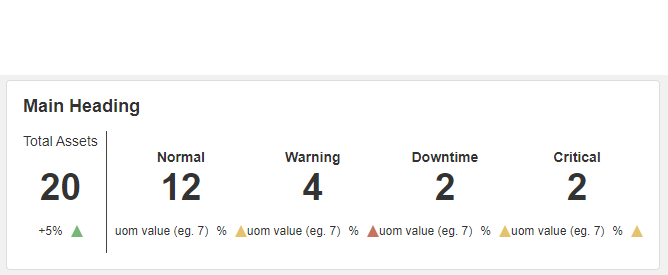 Main Heading
Total Assets
Normal Warning Downtime Critical
20 12 4 2 2
+5% uom value (eg. 7) % uom value (eg. 7) % uom value (eg. 7) % uom value (eg. 7) %